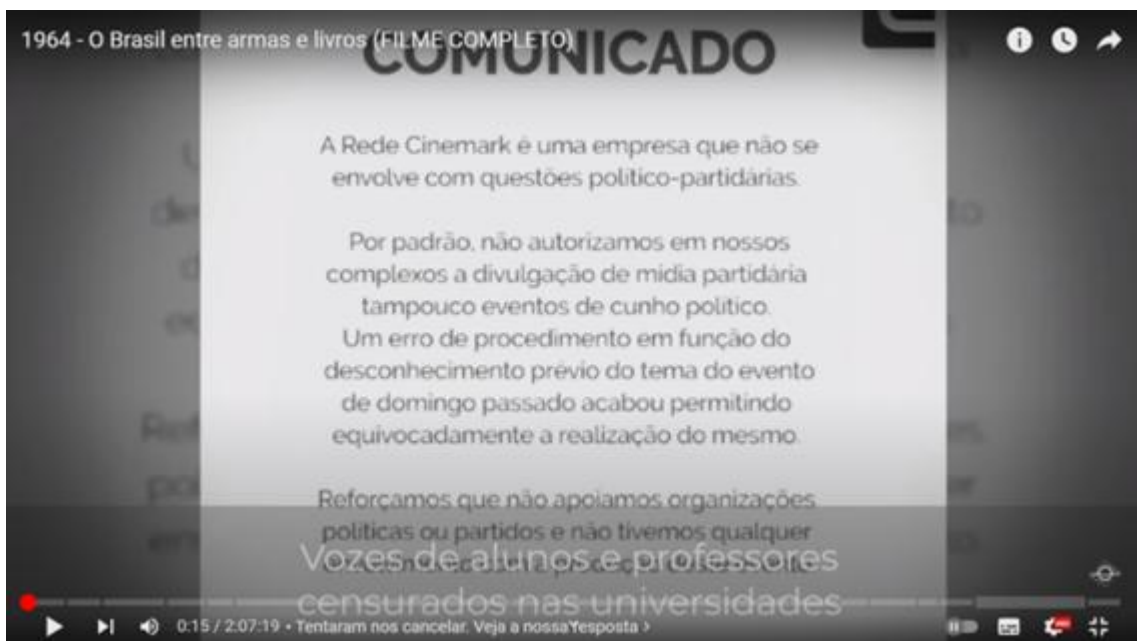 1964 - O Brasil entre armas e livros (FILME COMPLETO)
COMUNICADO
A Rede Cinemark é uma empresa que não se
envolve com questões político-partidárias.
Por padrão, não autorizamos em nossos
complexos a divulgação de mídia partidária
tampouco eventos de cunho político.
Um erro de procedimento em função do
desconhecimento prévio do tema do evento
de domingo passado acabou permitindo
equivocadamente a realização do mesmo.
Reforçamos que não apoiamos organizações
políticas ou partidos e não tivemos qualquer
Vozes de alunos e professores
censurados nas universidades
0:15 / 2:07:19 • Tentaram nos cancelar. Veja a nossa resposta >